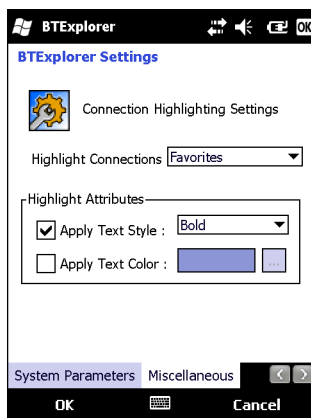 BTExplorer OK
BTExplorer Settings
Connection Highlighting Settings
Highlight Connections Favorites
Highlight Attributes
Apply Text Style : Bold
Apply Text Color : ...
System Parameters Miscellaneous
OK Cancel